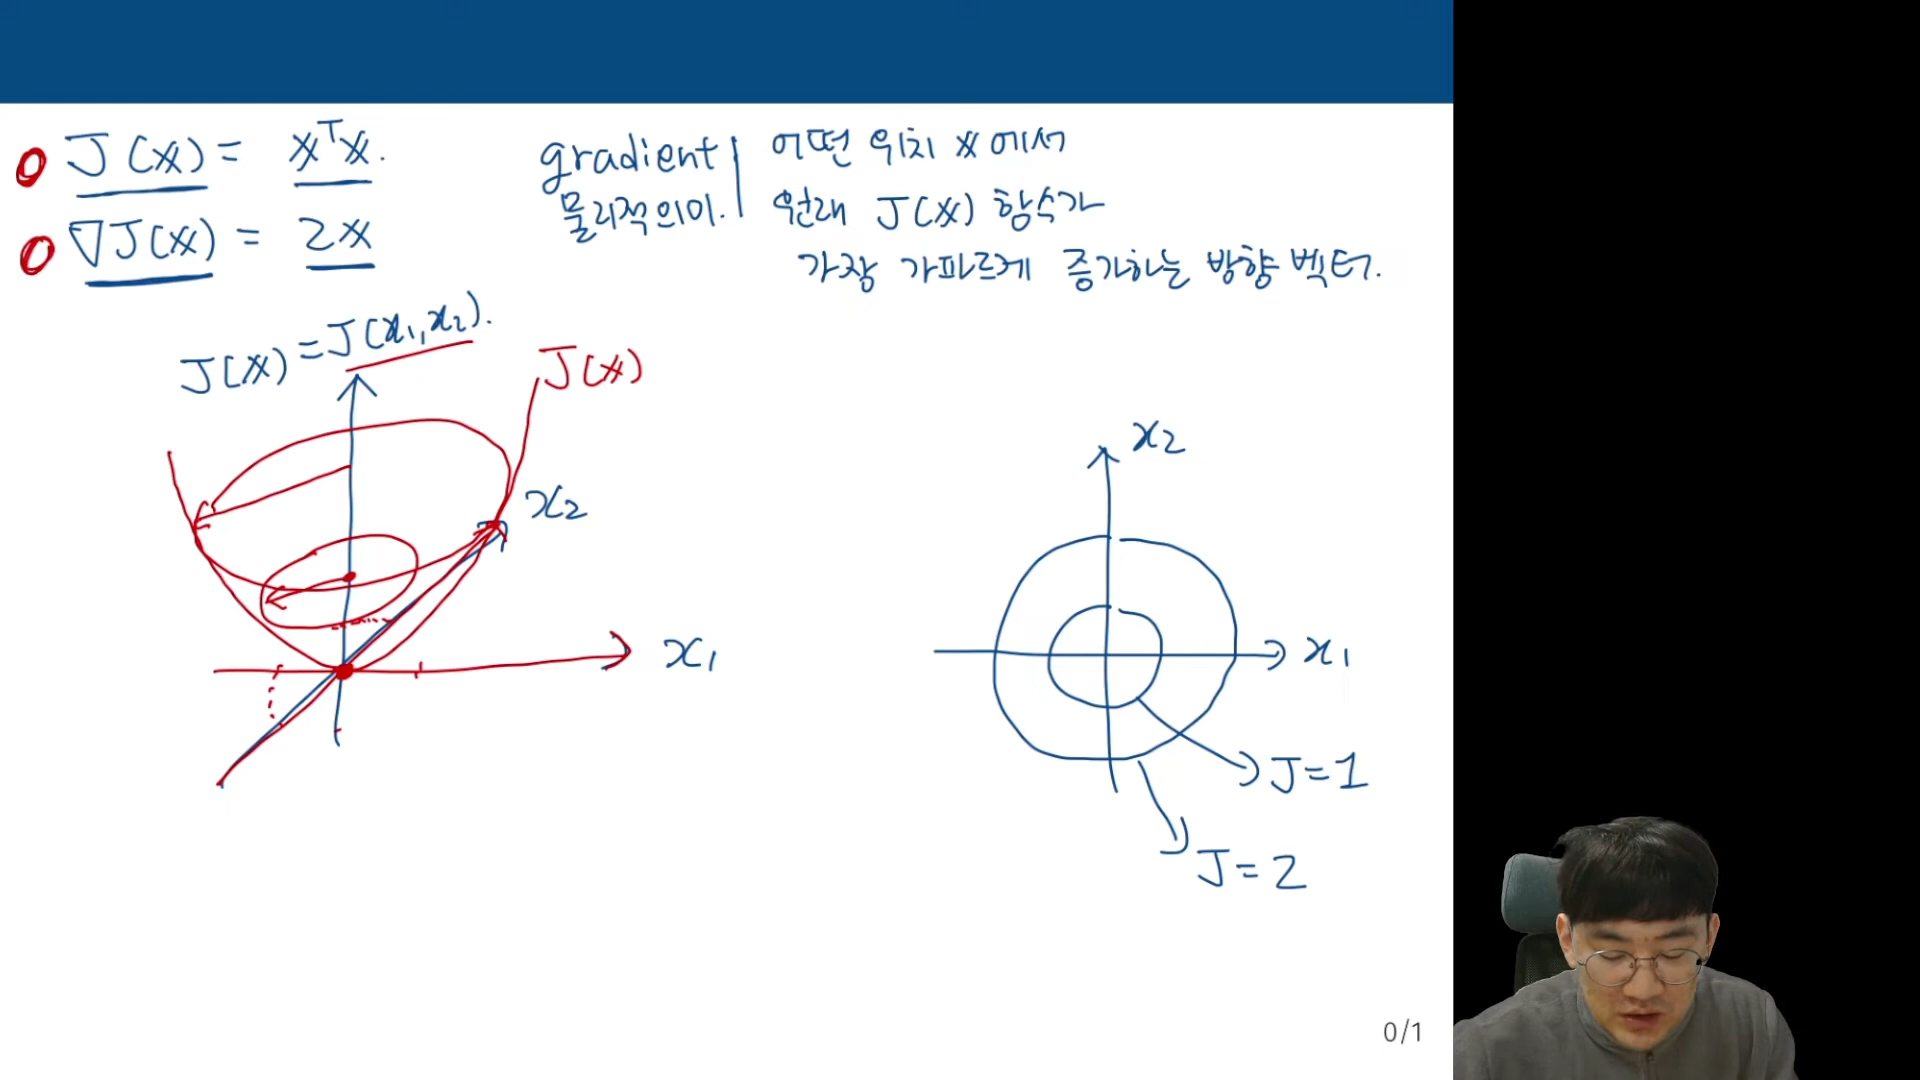 J(x) = xᵀx.
∇J(x) = 2x
gradient 물리적의미.
어떤 위치 x에서
원래 J(x) 함수가
가장 가파르게 증가하는 방향 벡터.
J(x) = J(x₁,x₂).
J(x)
x₂
x₁
x₂
x₁
J=1
J=2
0/1